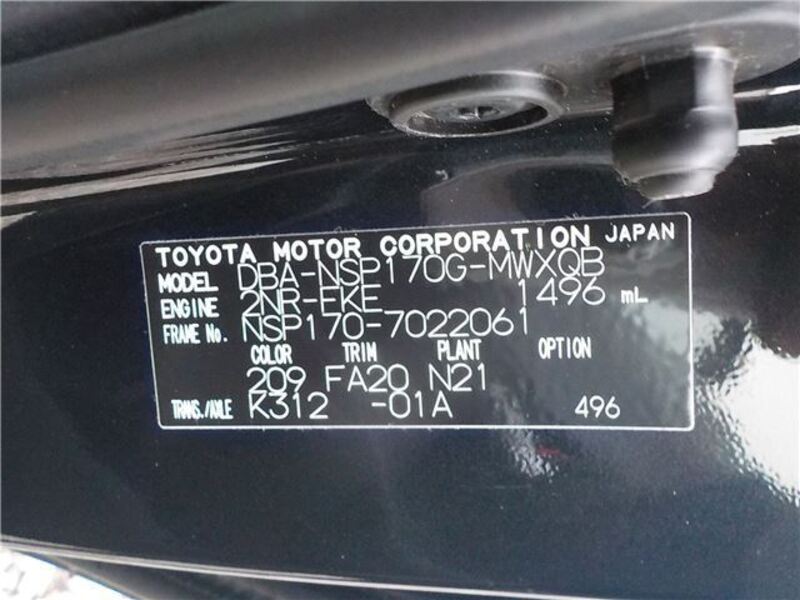 TOYOTA MOTOR CORPORATION JAPAN
MODEL DBA-NSP170G-MWXQB
ENGINE 2NR-FKE 1496 mL
FRAME No. NSP170-7022061
COLOR TRIM PLANT OPTION
209 FA20 N21
TRANS./AXLE K312 -01A 496